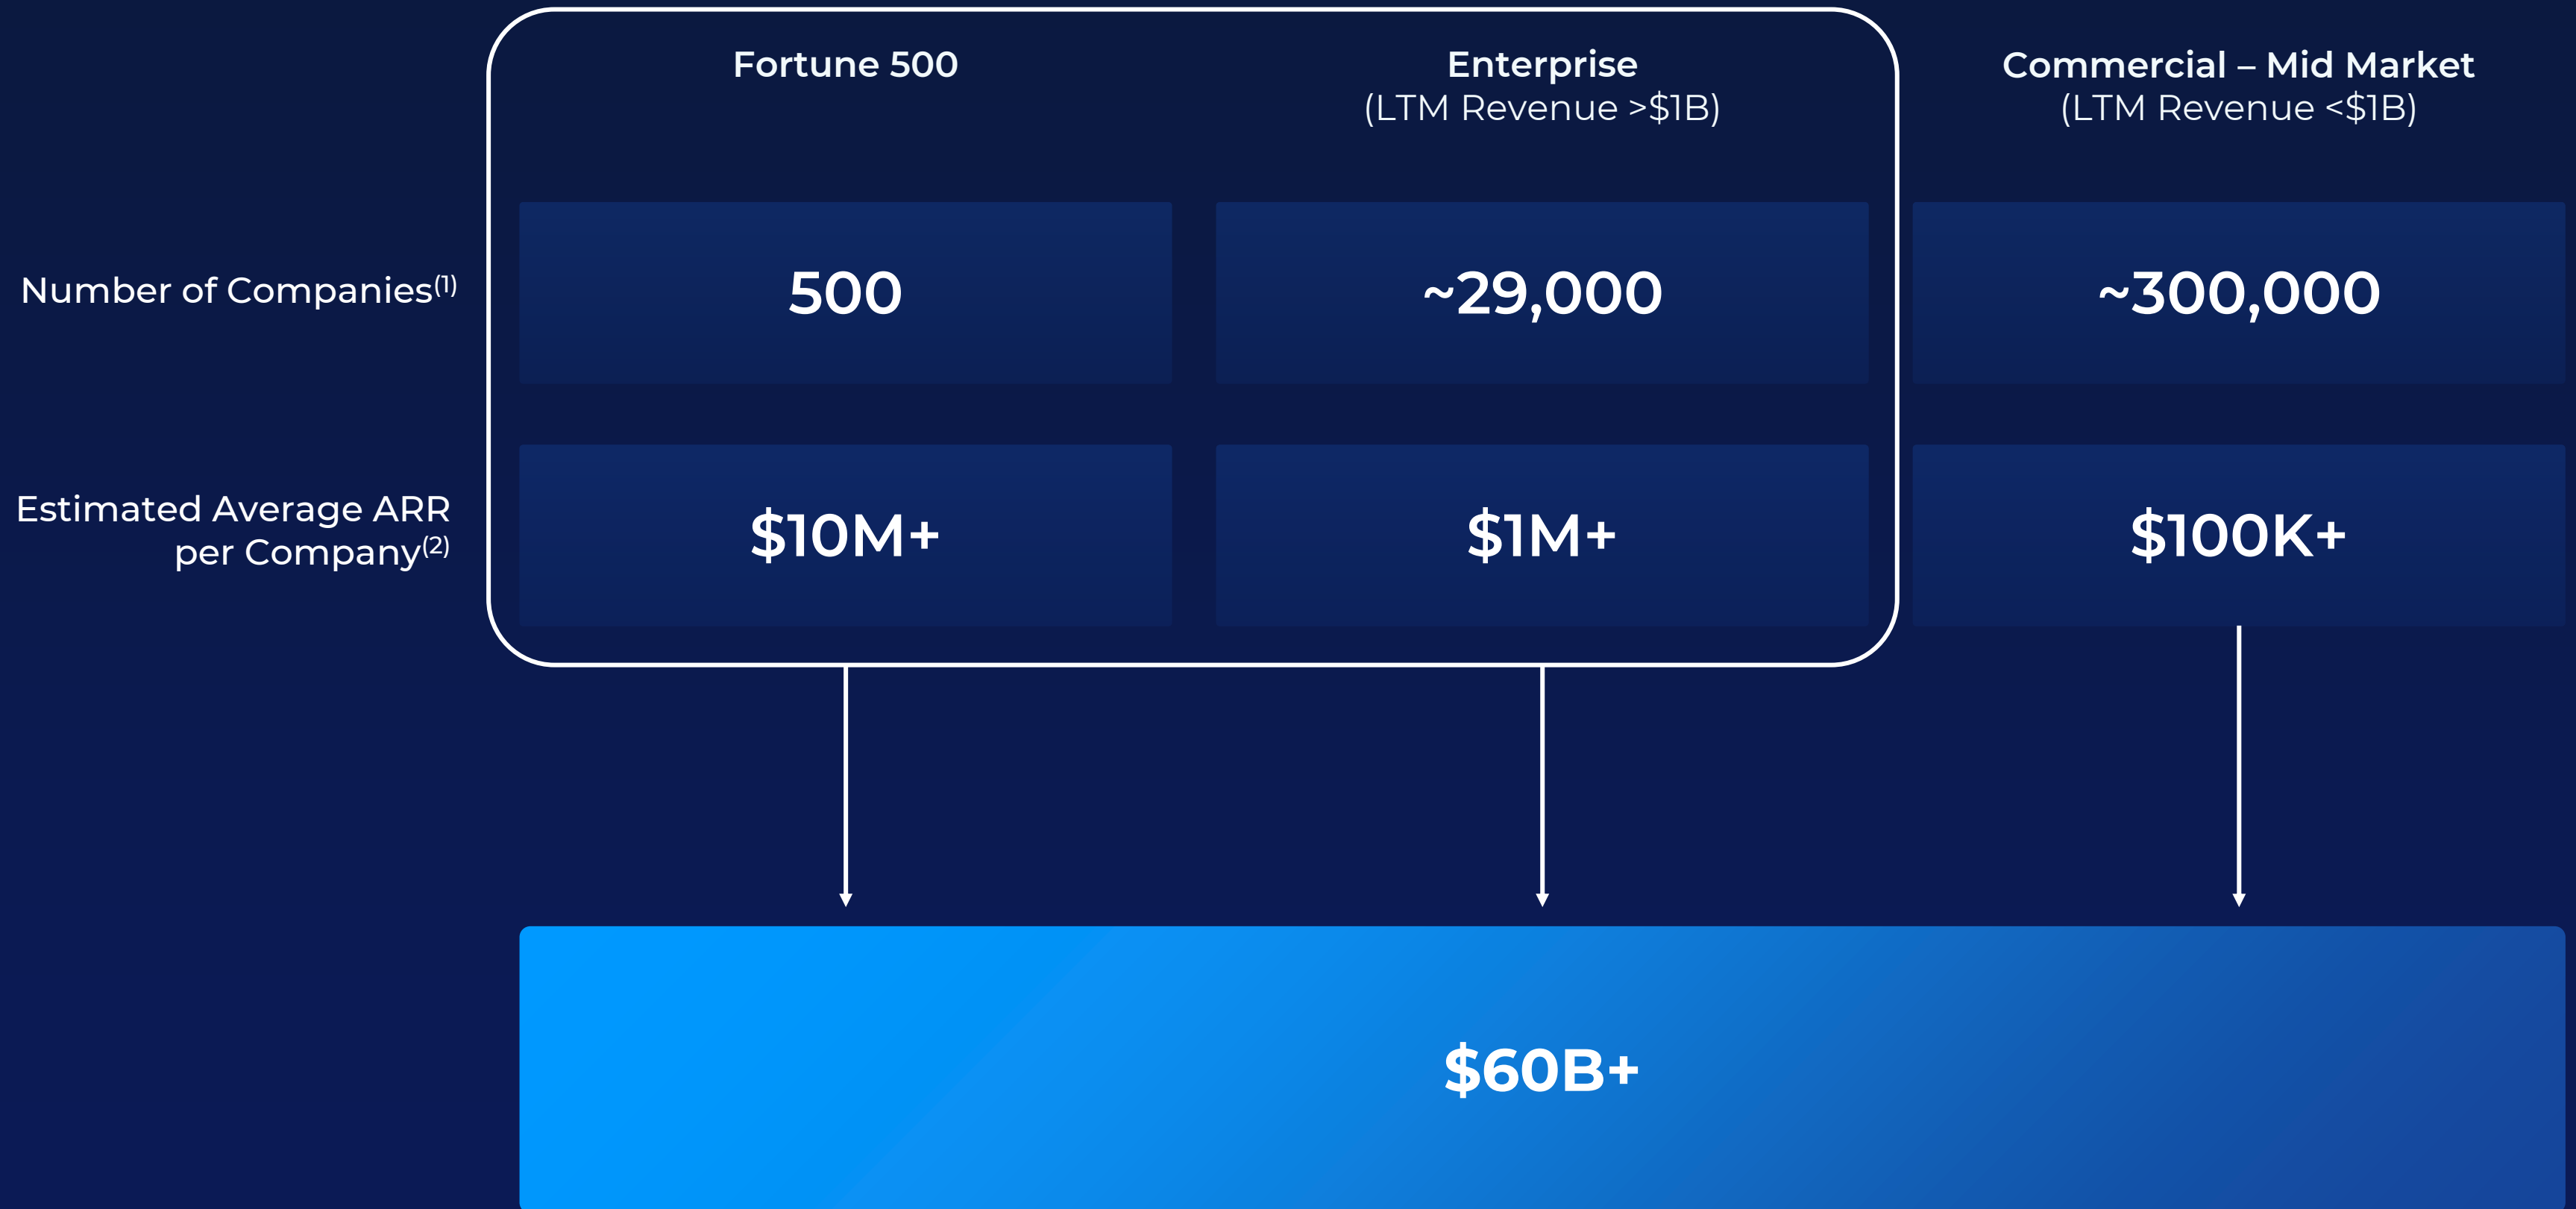 Fortune 500
Enterprise
(LTM Revenue >$1B)
Commercial – Mid Market
(LTM Revenue <$1B)
Number of Companies(1)
500
~29,000
~300,000
Estimated Average ARR
per Company(2)
$10M+
$1M+
$100K+
$60B+